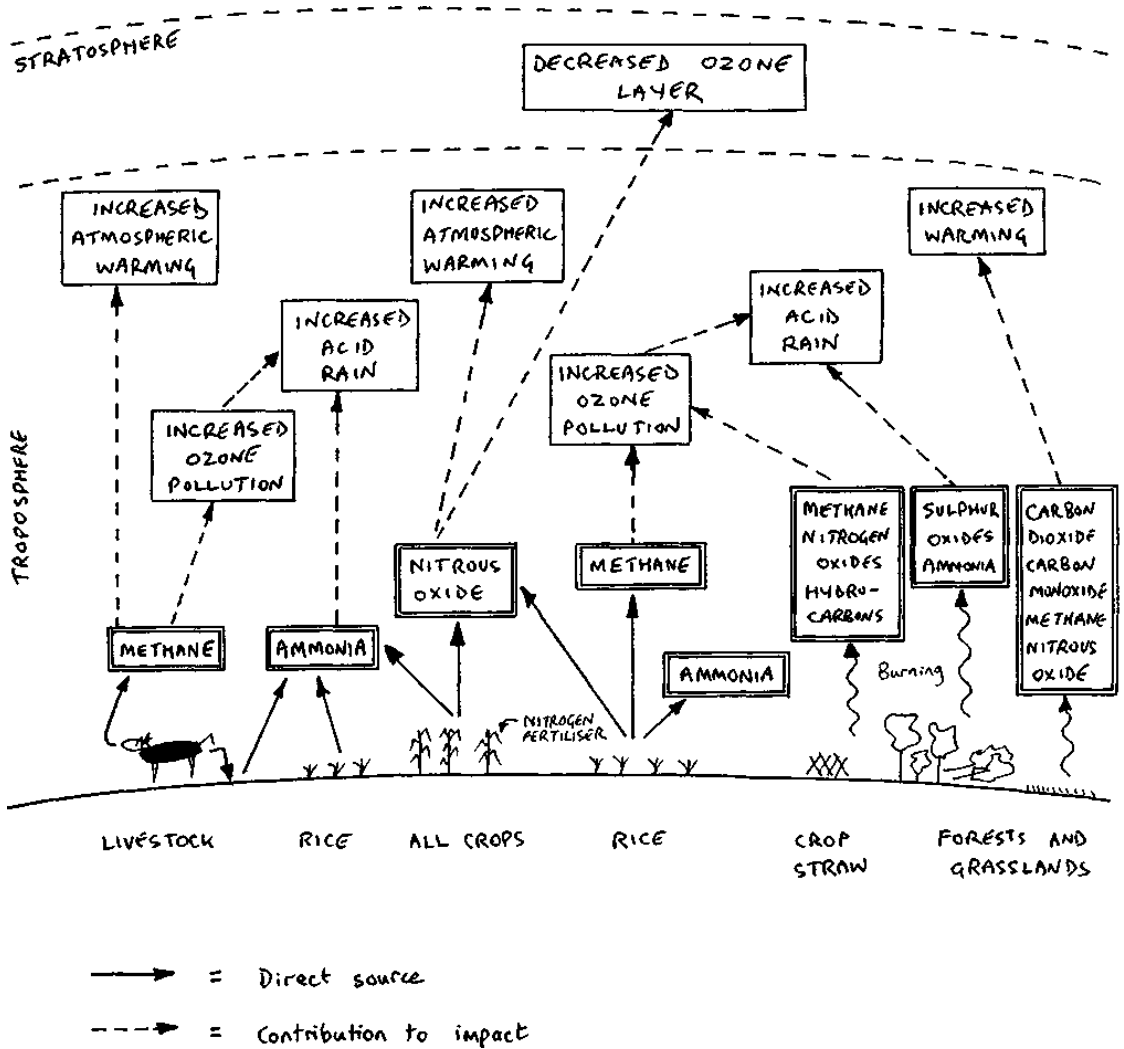 STRATOSPHERE
DECREASED OZONE
LAYER
INCREASED
ATMOSPHERIC
WARMING
INCREASED
ATMOSPHERIC
WARMING
INCREASED
WARMING
INCREASED
ACID
RAIN
INCREASED
ACID
RAIN
INCREASED
OZONE
POLLUTION
INCREASED
OZONE
POLLUTION
TROPOSPHERE
METHANE
NITROGEN
OXIDES
HYDRO-
CARBONS
SULPHUR
OXIDES
AMMONIA
CARBON
DIOXIDE
CARBON
MONOXIDE
METHANE
NITROUS
OXIDE
NITROUS
OXIDE
METHANE
METHANE
AMMONIA
AMMONIA
Burning
NITROGEN
FERTILISER
LIVESTOCK
RICE
ALL CROPS
RICE
CROP
STRAW
FORESTS AND
GRASSLANDS
= Direct source
= Contribution to impact